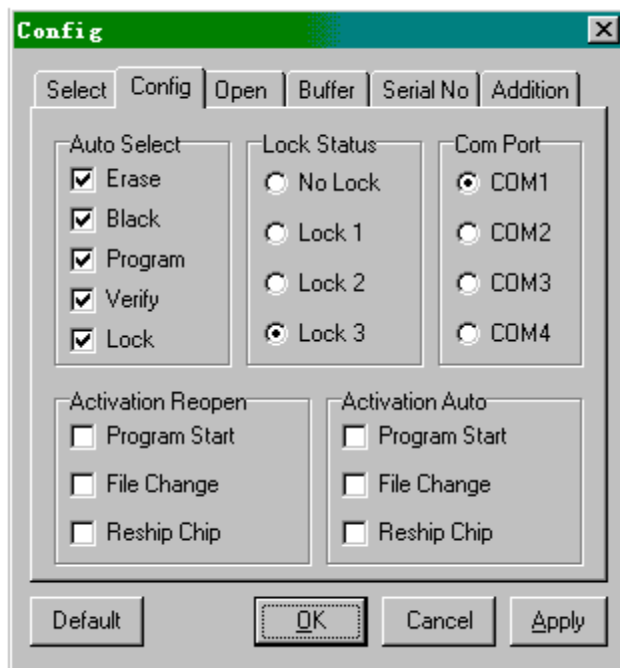 Config
Select Config Open Buffer Serial No Addition
Auto Select Lock Status Com Port
Erase No Lock COM1
Black Lock 1 COM2
Program Lock 2 COM3
Verify Lock 3 COM4
Lock
Activation Reopen Activation Auto
Program Start Program Start
File Change File Change
Reship Chip Reship Chip
Default OK Cancel Apply